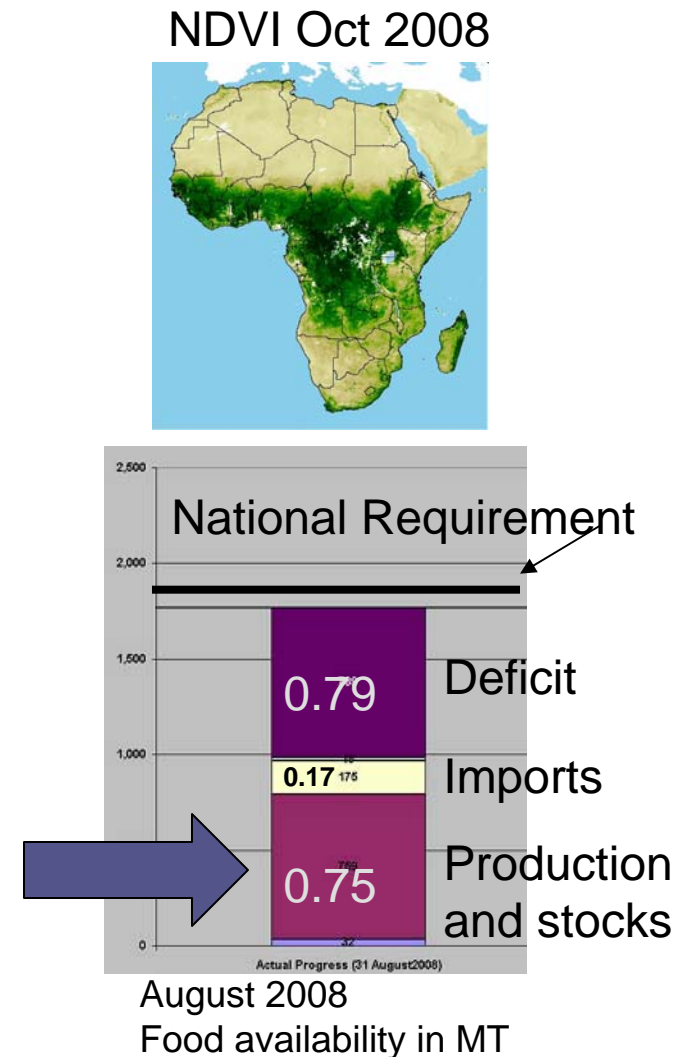 NDVI Oct 2008
2,500
National Requirement
2,000
1,500
0.79
Deficit
1,000
0.17 175
Imports
0.75
Production
and stocks
32
0
Actual Progress (31 August2008)
August 2008
Food availability in MT